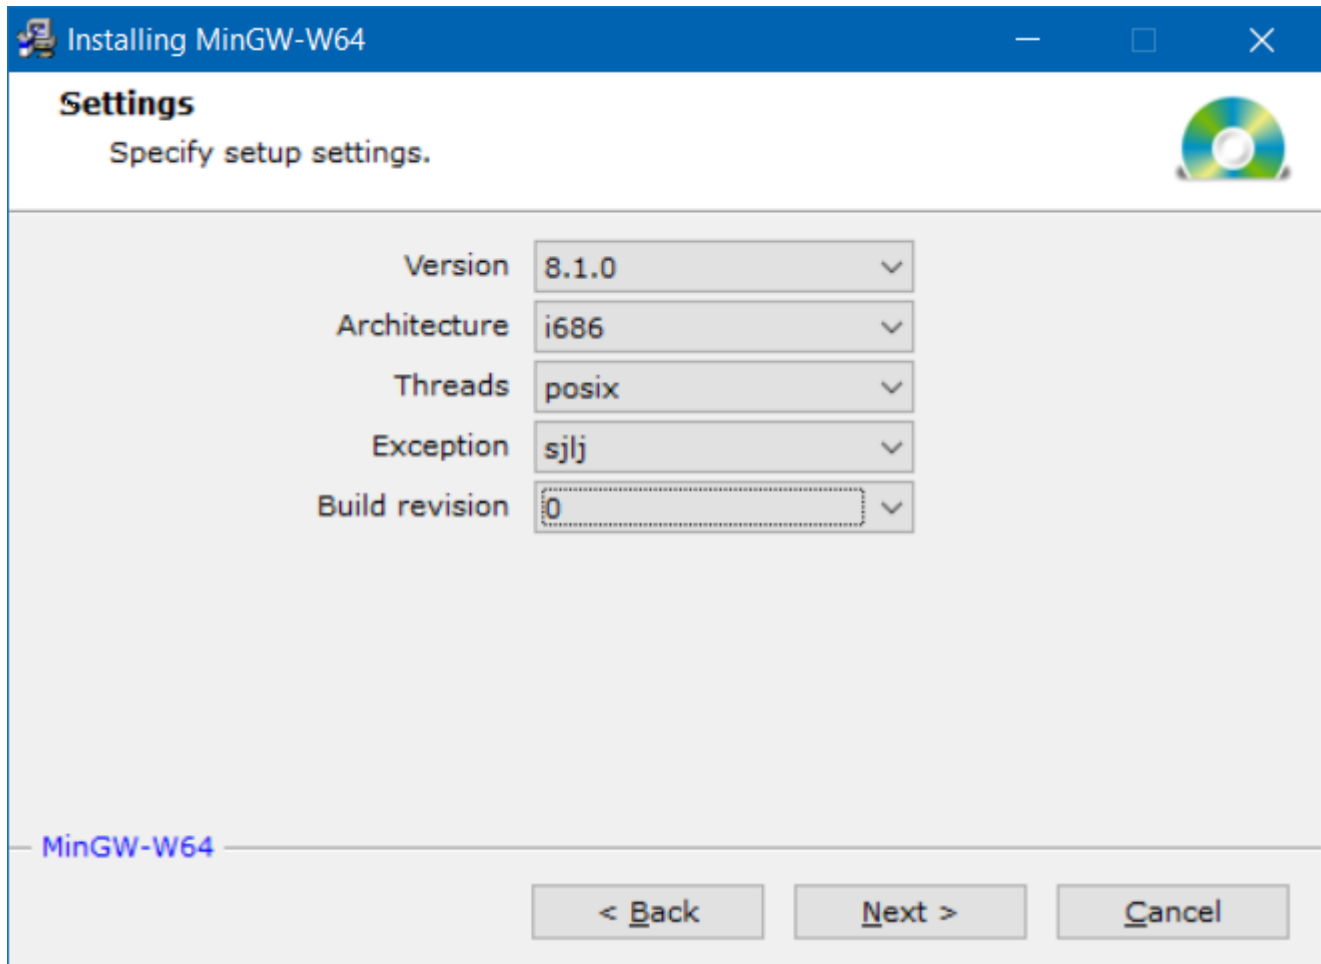 Installing MinGW-W64
Settings
Specify setup settings.
Version 8.1.0
Architecture i686
Threads posix
Exception sjlj
Build revision 0
MinGW-W64
< Back Next > Cancel